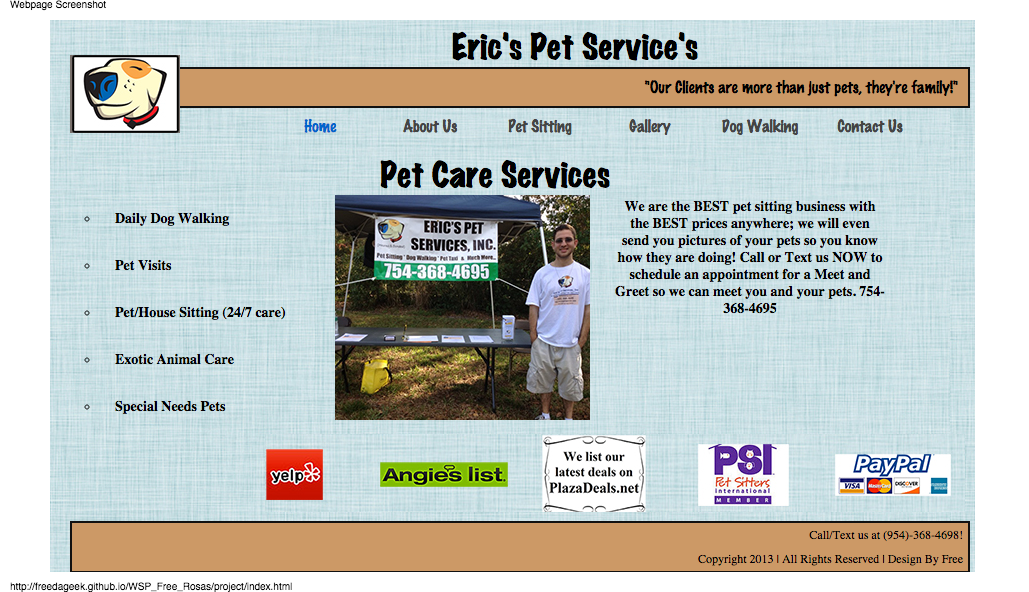 Webpage Screenshot
Eric's Pet Service's
"Our Clients are more than just pets, they're family!"
Home About Us Pet Sitting Gallery Dog Walking Contact Us
Pet Care Services
Daily Dog Walking
Pet Visits
Pet/House Sitting (24/7 care)
Exotic Animal Care
Special Needs Pets
ERIC'S PET
SERVICES, INC.
Pet Sitting * Dog Walking * Pet Taxi & Much More..
754-368-4695
We are the BEST pet sitting business with
the BEST prices anywhere; we will even
send you pictures of your pets so you know
how they are doing! Call or Text us NOW to
schedule an appointment for a Meet and
Greet so we can meet you and your pets. 754-
368-4695
yelp
Angie's list.
We list our
latest deals on
PlazaDeals.net
PSI
Pet Sitters
International
MEMBER
PayPal
VISA MasterCard DISCOVER
Call/Text us at (954)-368-4698!
Copyright 2013 | All Rights Reserved | Design By Free
http://freedageek.github.io/WSP_Free_Rosas/project/index.html